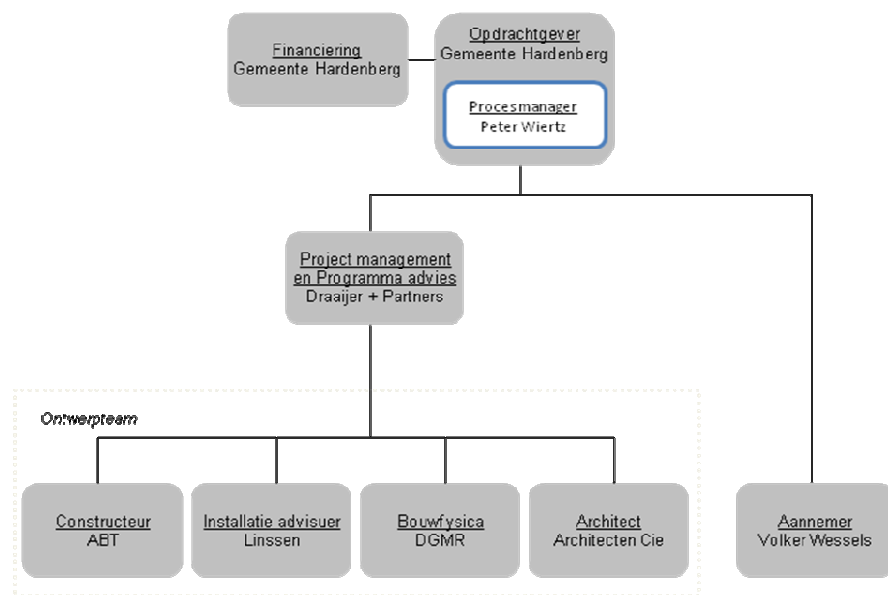 Financiering
Gemeente Hardenberg
Opdrachtgever
Gemeente Hardenberg
Procesmanager
Peter Wiertz
Project management
en Programma advies
Draaijer + Partners
Ontwerpteam
Constructeur
ABT
Installatie advisuer
Linssen
Bouwfysica
DGMR
Architect
Architecten Cie
Aannemer
Volker Wessels